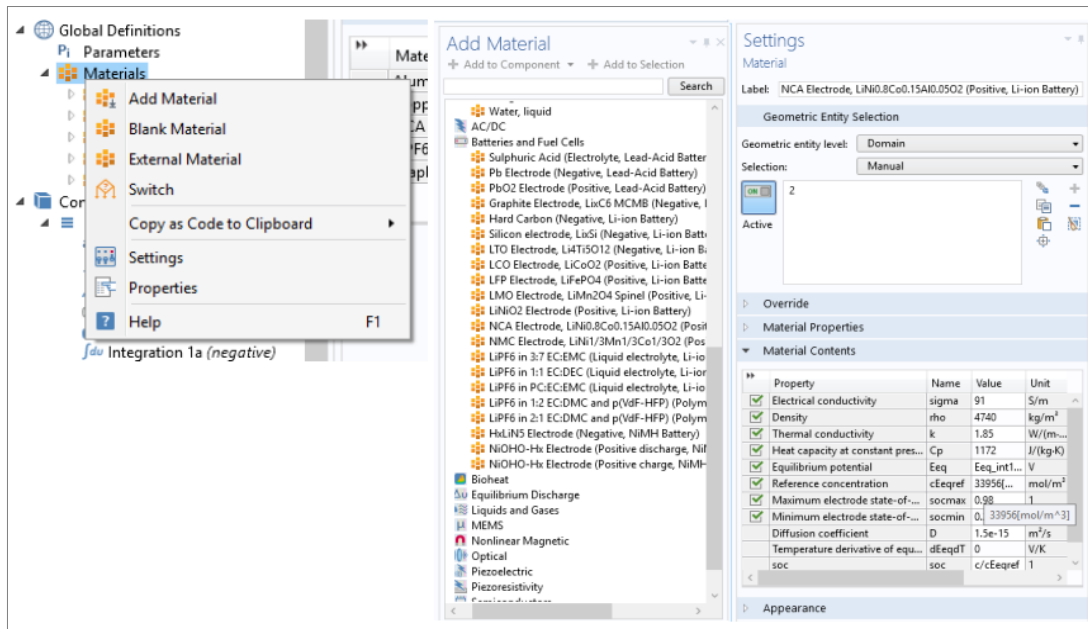 Global Definitions
Pi Parameters
Materials
Add Material
Blank Material
External Material
Switch
Copy as Code to Clipboard
Settings
Properties
Help F1
∫du Integration 1a (negative)
Mate
Add Material
Add to Component
Add to Selection
Search
Water, liquid
AC/DC
Batteries and Fuel Cells
Sulphuric Acid (Electrolyte, Lead-Acid Batter
Pb Electrode (Negative, Lead-Acid Battery)
PbO2 Electrode (Positive, Lead-Acid Battery)
Graphite Electrode, LixC6 MCMB (Negative, I
Hard Carbon (Negative, Li-ion Battery)
Silicon electrode, LixSi (Negative, Li-ion Batt
LTO Electrode, Li4Ti5O12 (Negative, Li-ion B
LCO Electrode, LiCoO2 (Positive, Li-ion Batte
LFP Electrode, LiFePO4 (Positive, Li-ion Batte
LMO Electrode, LiMn2O4 Spinel (Positive, Li-
LiNiO2 Electrode (Positive, Li-ion Battery)
NCA Electrode, LiNi0.8Co0.15Al0.05O2 (Posit
NMC Electrode, LiNi1/3Mn1/3Co1/3O2 (Pos
LiPF6 in 3:7 EC:EMC (Liquid electrolyte, Li-io
LiPF6 in 1:1 EC:DEC (Liquid electrolyte, Li-ior
LiPF6 in PC:EC:EMC (Liquid electrolyte, Li-io
LiPF6 in 1:2 EC:DMC and p(VdF-HFP) (Polym
LiPF6 in 2:1 EC:DMC and p(VdF-HFP) (Polym
HxLiN5 Electrode (Negative, NiMH Battery)
NiOHO-Hx Electrode (Positive discharge, Nil
NiOHO-Hx Electrode (Positive charge, NiMH-
Bioheat
Equilibrium Discharge
Liquids and Gases
MEMS
Nonlinear Magnetic
Optical
Piezoelectric
Piezoresistivity
Settings
Material
Label: NCA Electrode, LiNi0.8Co0.15Al0.05O2 (Positive, Li-ion Battery)
Geometric Entity Selection
Geometric entity level: Domain
Selection: Manual
ON
2
Active
Override
Material Properties
Material Contents
Property Name Value Unit
Electrical conductivity sigma 91 S/m
Density rho 4740 kg/m³
Thermal conductivity k 1.85 W/(m-...
Heat capacity at constant pres... Cp 1172 J/(kg·K)
Equilibrium potential Eeq Eeq_int1... V
Reference concentration cEeqref 33956[... mol/m³
Maximum electrode state-of-... socmax 0.98 1
Minimum electrode state-of-... socmin 0. 33956[mol/m^3]
Diffusion coefficient D 1.5e-15 m²/s
Temperature derivative of equ... dEeqdT 0 V/K
soc soc c/cEeqref 1
Appearance